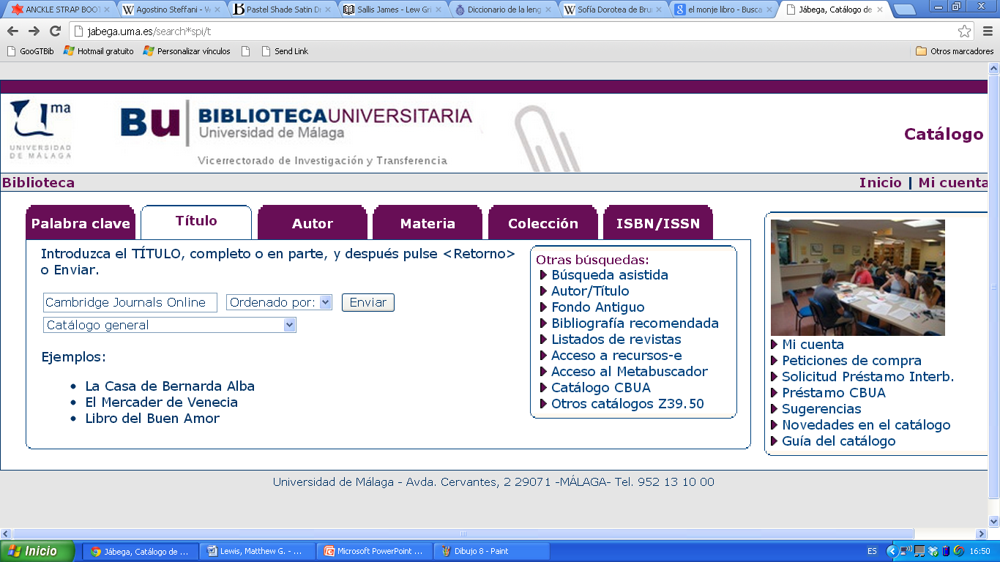 ANCKLE STRAP BOOT
Agostino Steffani - W
Pastel Shade Satin Dr
Sallis James - Lew Gri
Diccionario de la leng
Sofía Dorotea de Brun
el monje libro - Busca
Jábega, Catálogo de
jabega.uma.es/search*spi/t
GooGTBib
Hotmail gratuito
Personalizar vínculos
Send Link
Otros marcadores
uma
UNIVERSIDAD
DE MÁLAGA
Bu
BIBLIOTECAUNIVERSITARIA
Universidad de Málaga
Vicerrectorado de Investigación y Transferencia
Catálogo
Biblioteca
Inicio | Mi cuenta
Palabra clave
Título
Autor
Materia
Colección
ISBN/ISSN
Introduzca el TÍTULO, completo o en parte, y después pulse <Retorno>
o Enviar.
Cambridge Journals Online
Ordenado por:
Enviar
Catálogo general
Ejemplos:
La Casa de Bernarda Alba
El Mercader de Venecia
Libro del Buen Amor
Otras búsquedas:
Búsqueda asistida
Autor/Título
Fondo Antiguo
Bibliografía recomendada
Listados de revistas
Acceso a recursos-e
Acceso al Metabuscador
Catálogo CBUA
Otros catálogos Z39.50
Mi cuenta
Peticiones de compra
Solicitud Préstamo Interb.
Préstamo CBUA
Sugerencias
Novedades en el catálogo
Guía del catálogo
Universidad de Málaga - Avda. Cervantes, 2 29071 -MÁLAGA- Tel. 952 13 10 00
Inicio
Jábega, Catálogo de ...
Lewis, Matthew G. - ...
Microsoft PowerPoint ...
Dibujo 8 - Paint
ES
16:50